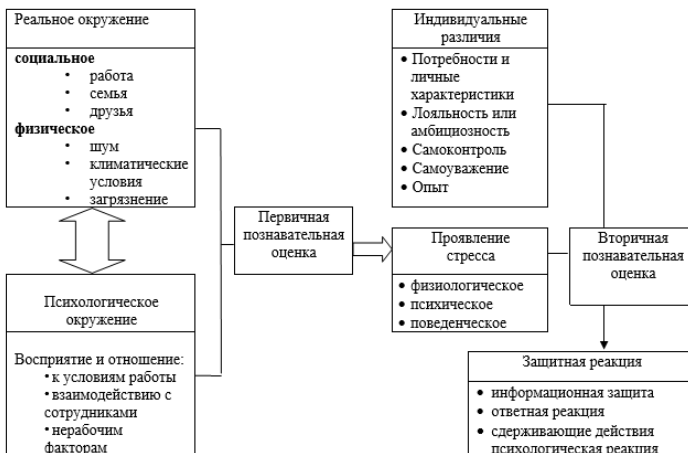 Реальное окружение
социальное
• работа
• семья
• друзья
физическое
• шум
• климатические
условия
• загрязнение
Психологическое
окружение
Восприятие и отношение:
• к условиям работы
• взаимодействию с
сотрудниками
• нерабочим
факторам
Первичная
познавательная
оценка
Индивидуальные
различия
• Потребности и
личные
характеристики
• Лояльность или
амбициозность
• Самоконтроль
• Самоуважение
• Опыт
Проявление
стресса
• физиологическое
• психическое
• поведенческое
Вторичная
познавательная
оценка
Защитная реакция
• информационная защита
• ответная реакция
• сдерживающие действия
психологическая реакция